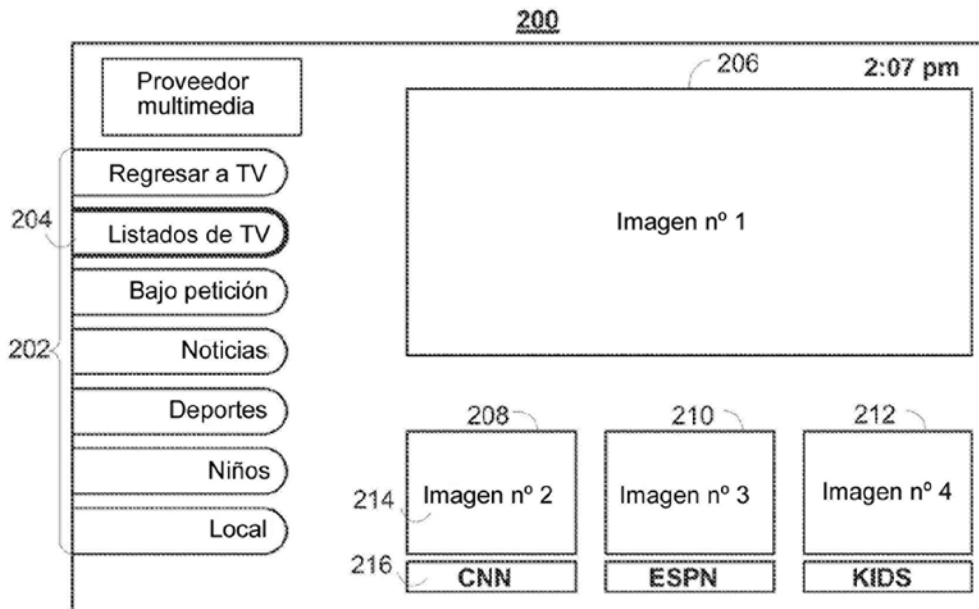 200
206
2:07 pm
Proveedor
multimedia
Regresar a TV
204
Listados de TV
Imagen nº 1
Bajo petición
202
Noticias
Deportes
Niños
Local
208
210
212
214
Imagen nº 2
Imagen nº 3
Imagen nº 4
216
CNN
ESPN
KIDS